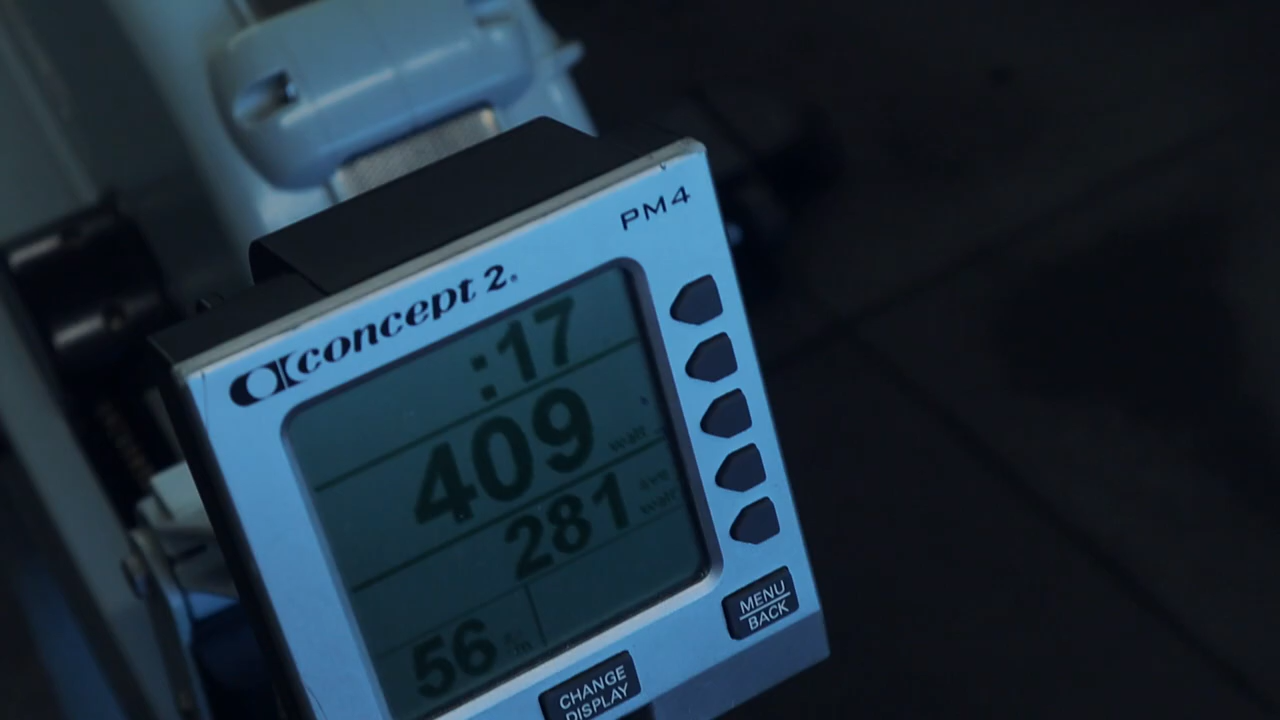 PM4
concept 2.
:17
409 watt
281 ave watt
56 s/m
MENU
BACK
CHANGE
DISPLAY